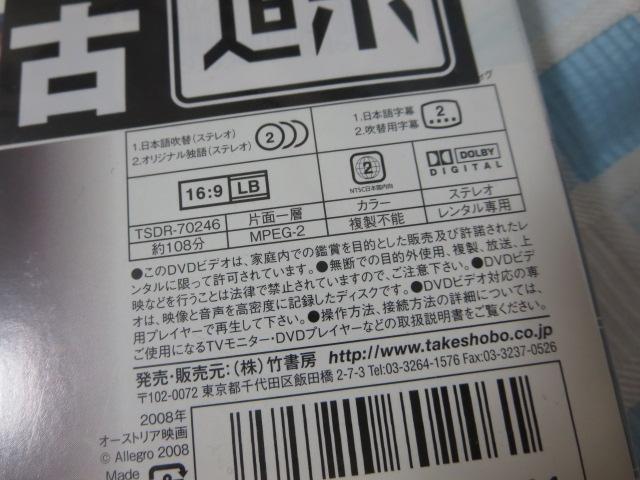 古
1.日本語吹替(ステレオ)
2.オリジナル独語(ステレオ)
2
1.日本語字幕
2.吹替用字幕
2
16:9 LB
2
NTSC日本国内向
DOLBY
DIGITAL
TSDR-70246
片面一層
カラー
ステレオ
約108分
MPEG-2
複製不能
レンタル専用
●このDVDビデオは、家庭内での鑑賞を目的とした販売及び許諾されたレ
ンタルに限って許可されています。●無断での目的外使用、複製、放送、上
映などを行うことは法律で禁止されていますので、ご注意下さい。●DVDビデ
オは、映像と音声を高密度に記録したディスクです。●DVDビデオ対応の専
用プレイヤーで再生して下さい。●操作方法、接続方法の詳細については、
ご使用になるTVモニター・DVDプレイヤーなどの取扱説明書をご覧ください。
発売・販売元:(株)竹書房 http://www.takeshobo.co.jp
〒102-0072 東京都千代田区飯田橋 2-7-3 Tel.03-3264-1576 Fax.03-3237-0526
2008年
オーストリア映画
© Allegro 2008
Made